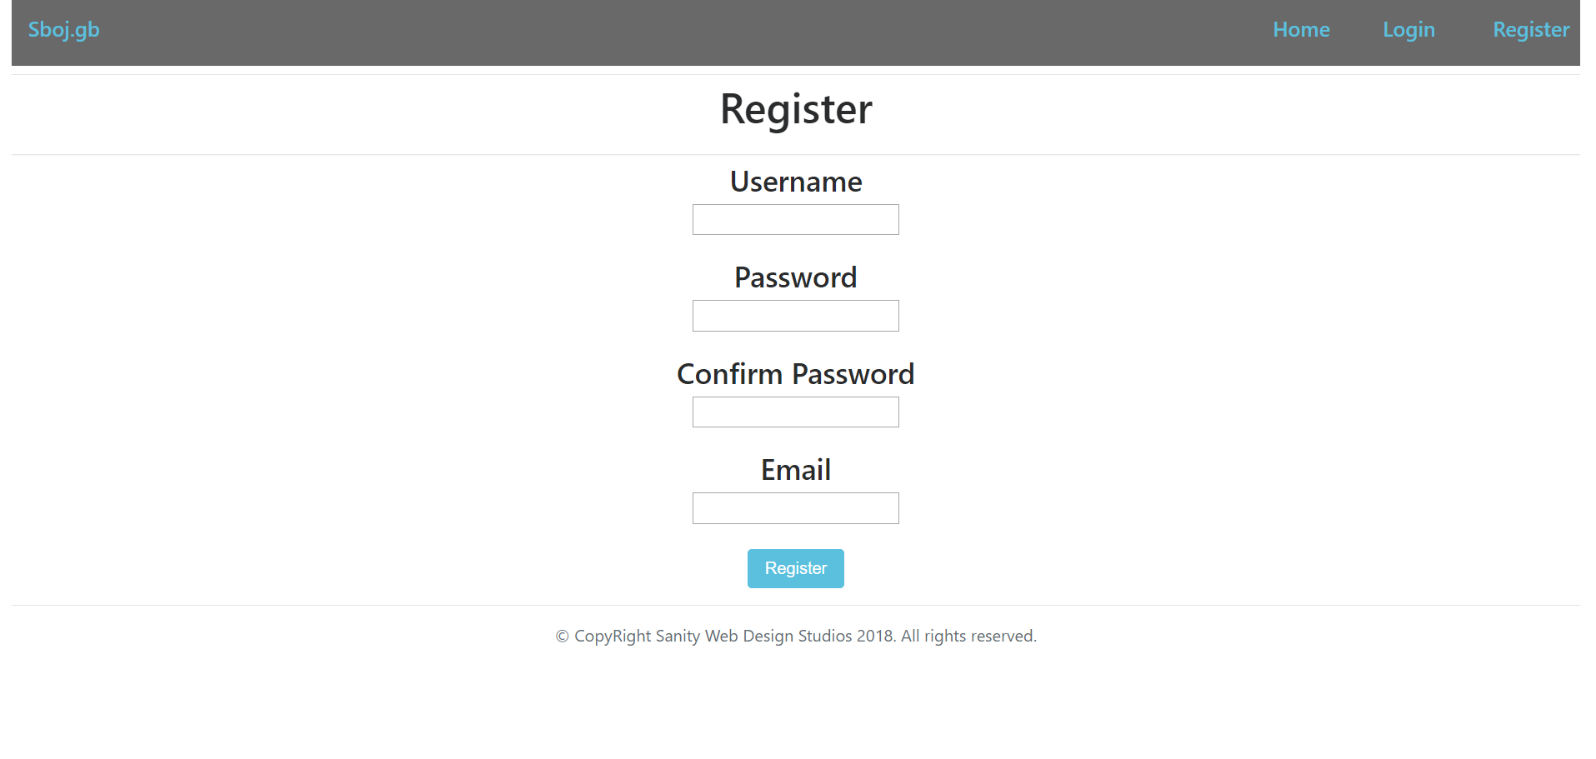 Sboj.gb Home Login Register
Register
Username
Password
Confirm Password
Email
Register
© CopyRight Sanity Web Design Studios 2018. All rights reserved.